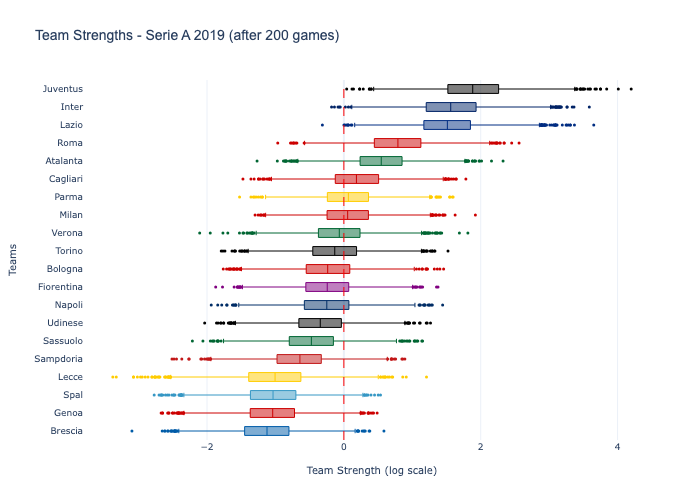 Team Strengths - Serie A 2019 (after 200 games)
Juventus
Inter
Lazio
Roma
Atalanta
Cagliari
Parma
Milan
Verona
Torino
Bologna
Fiorentina
Napoli
Udinese
Sassuolo
Sampdoria
Lecce
Spal
Genoa
Brescia
Teams
−2 0 2 4
Team Strength (log scale)